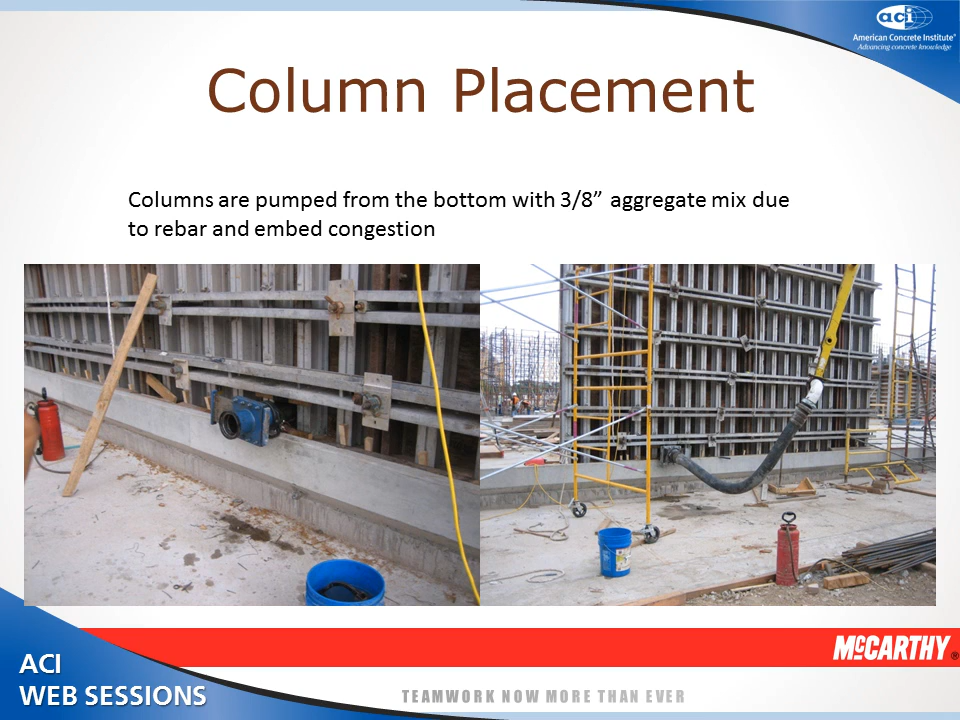 aci
American Concrete Institute®
Advancing concrete knowledge
Column Placement
Columns are pumped from the bottom with 3/8” aggregate mix due
to rebar and embed congestion
McCARTHY®
ACI
WEB SESSIONS
TEAMWORK NOW MORE THAN EVER